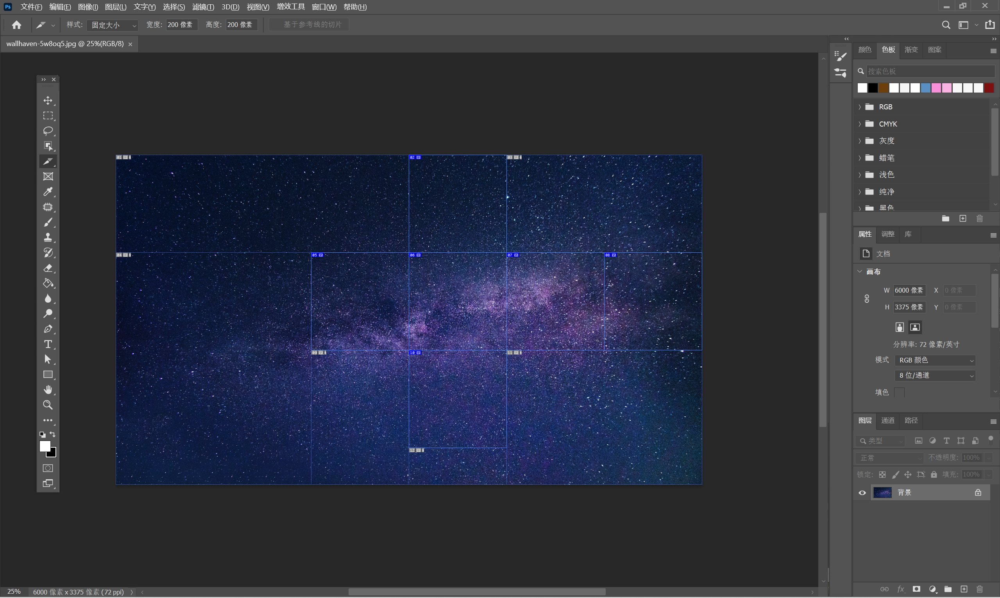 Ps 文件(F) 编辑(E) 图像(I) 图层(L) 文字(Y) 选择(S) 滤镜(T) 3D(D) 视图(V) 增效工具 窗口(W) 帮助(H)
样式: 固定大小 宽度: 200 像素 高度: 200 像素 基于参考线的切片
wallhaven-5w8oq5.jpg @ 25%(RGB/8)
颜色 色板 渐变 图案
搜索色板
RGB
CMYK
灰度
蜡笔
浅色
纯净
黑色
01 02 03
04 05 06 07 08
09 10 11
12
属性 调整 库
文档
画布
W 6000 像素 X 0 像素
H 3375 像素 Y 0 像素
分辨率: 72 像素/英寸
模式 RGB 颜色
8 位/通道
填色
图层 通道 路径
类型
正常 不透明度: 100%
锁定: 填充: 100%
背景
fx
25% 6000 像素 x 3375 像素 (72 ppi)